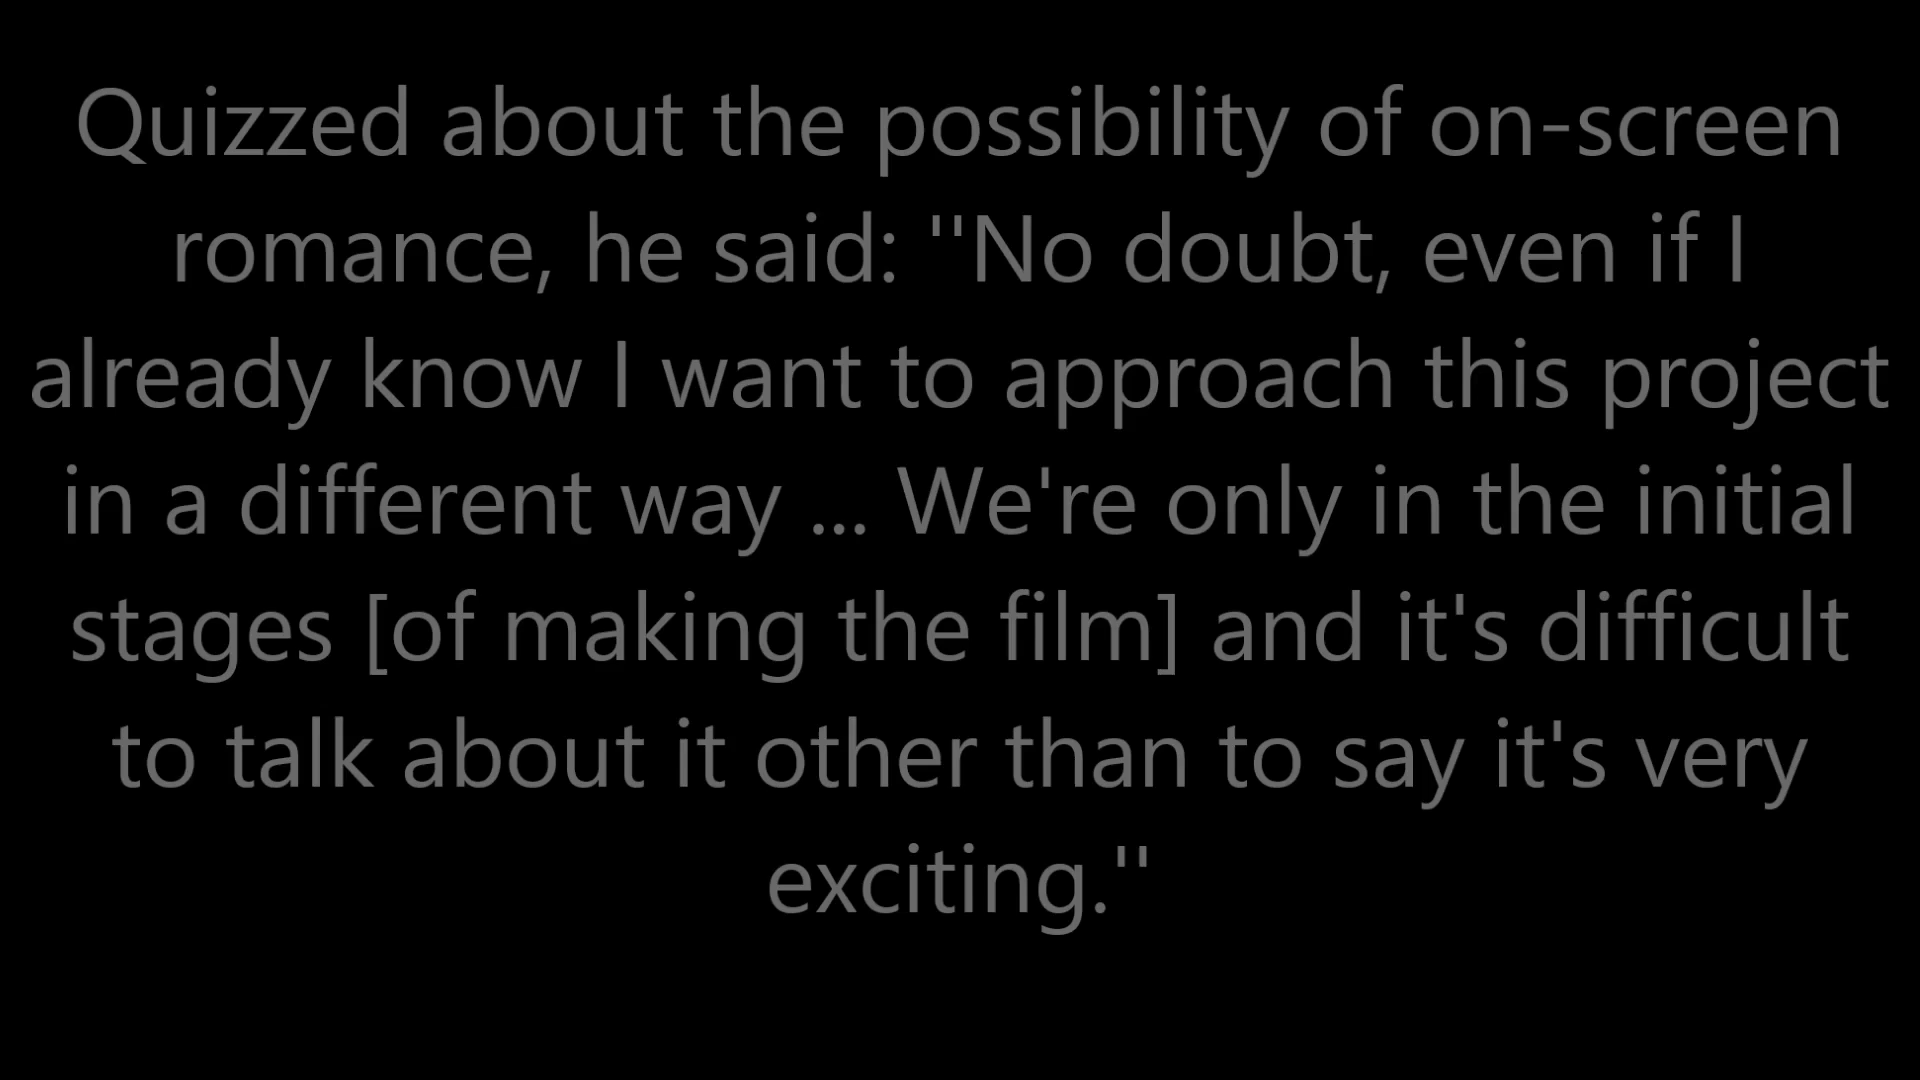 Quizzed about the possibility of on-screen
romance, he said: ''No doubt, even if I
already know I want to approach this project
in a different way ... We're only in the initial
stages [of making the film] and it's difficult
to talk about it other than to say it's very
exciting.''